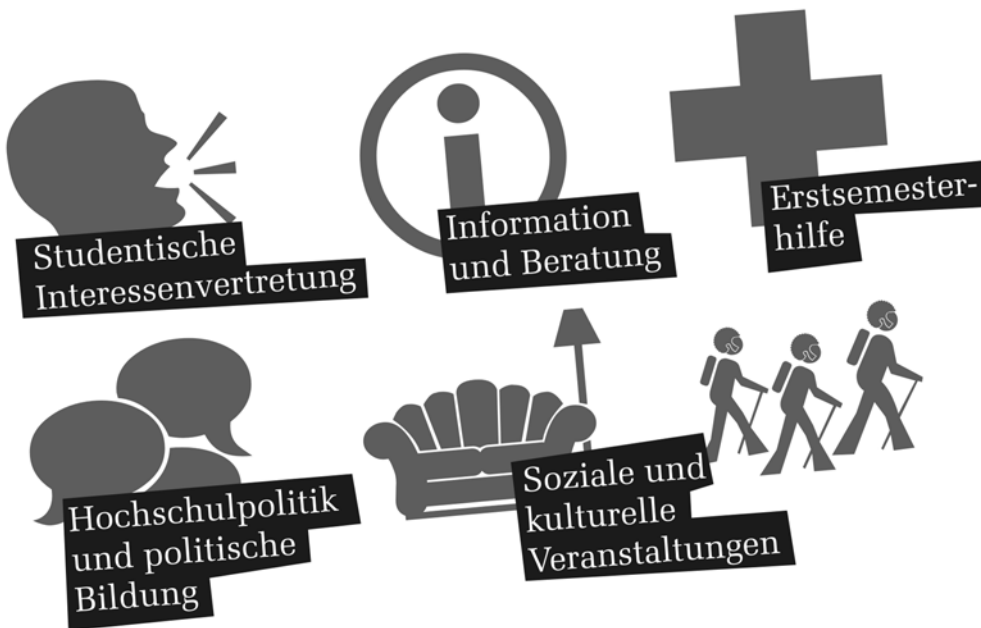 Studentische
Interessenvertretung
Information
und Beratung
Erstsemester-
hilfe
Hochschulpolitik
und politische
Bildung
Soziale und
kulturelle
Veranstaltungen